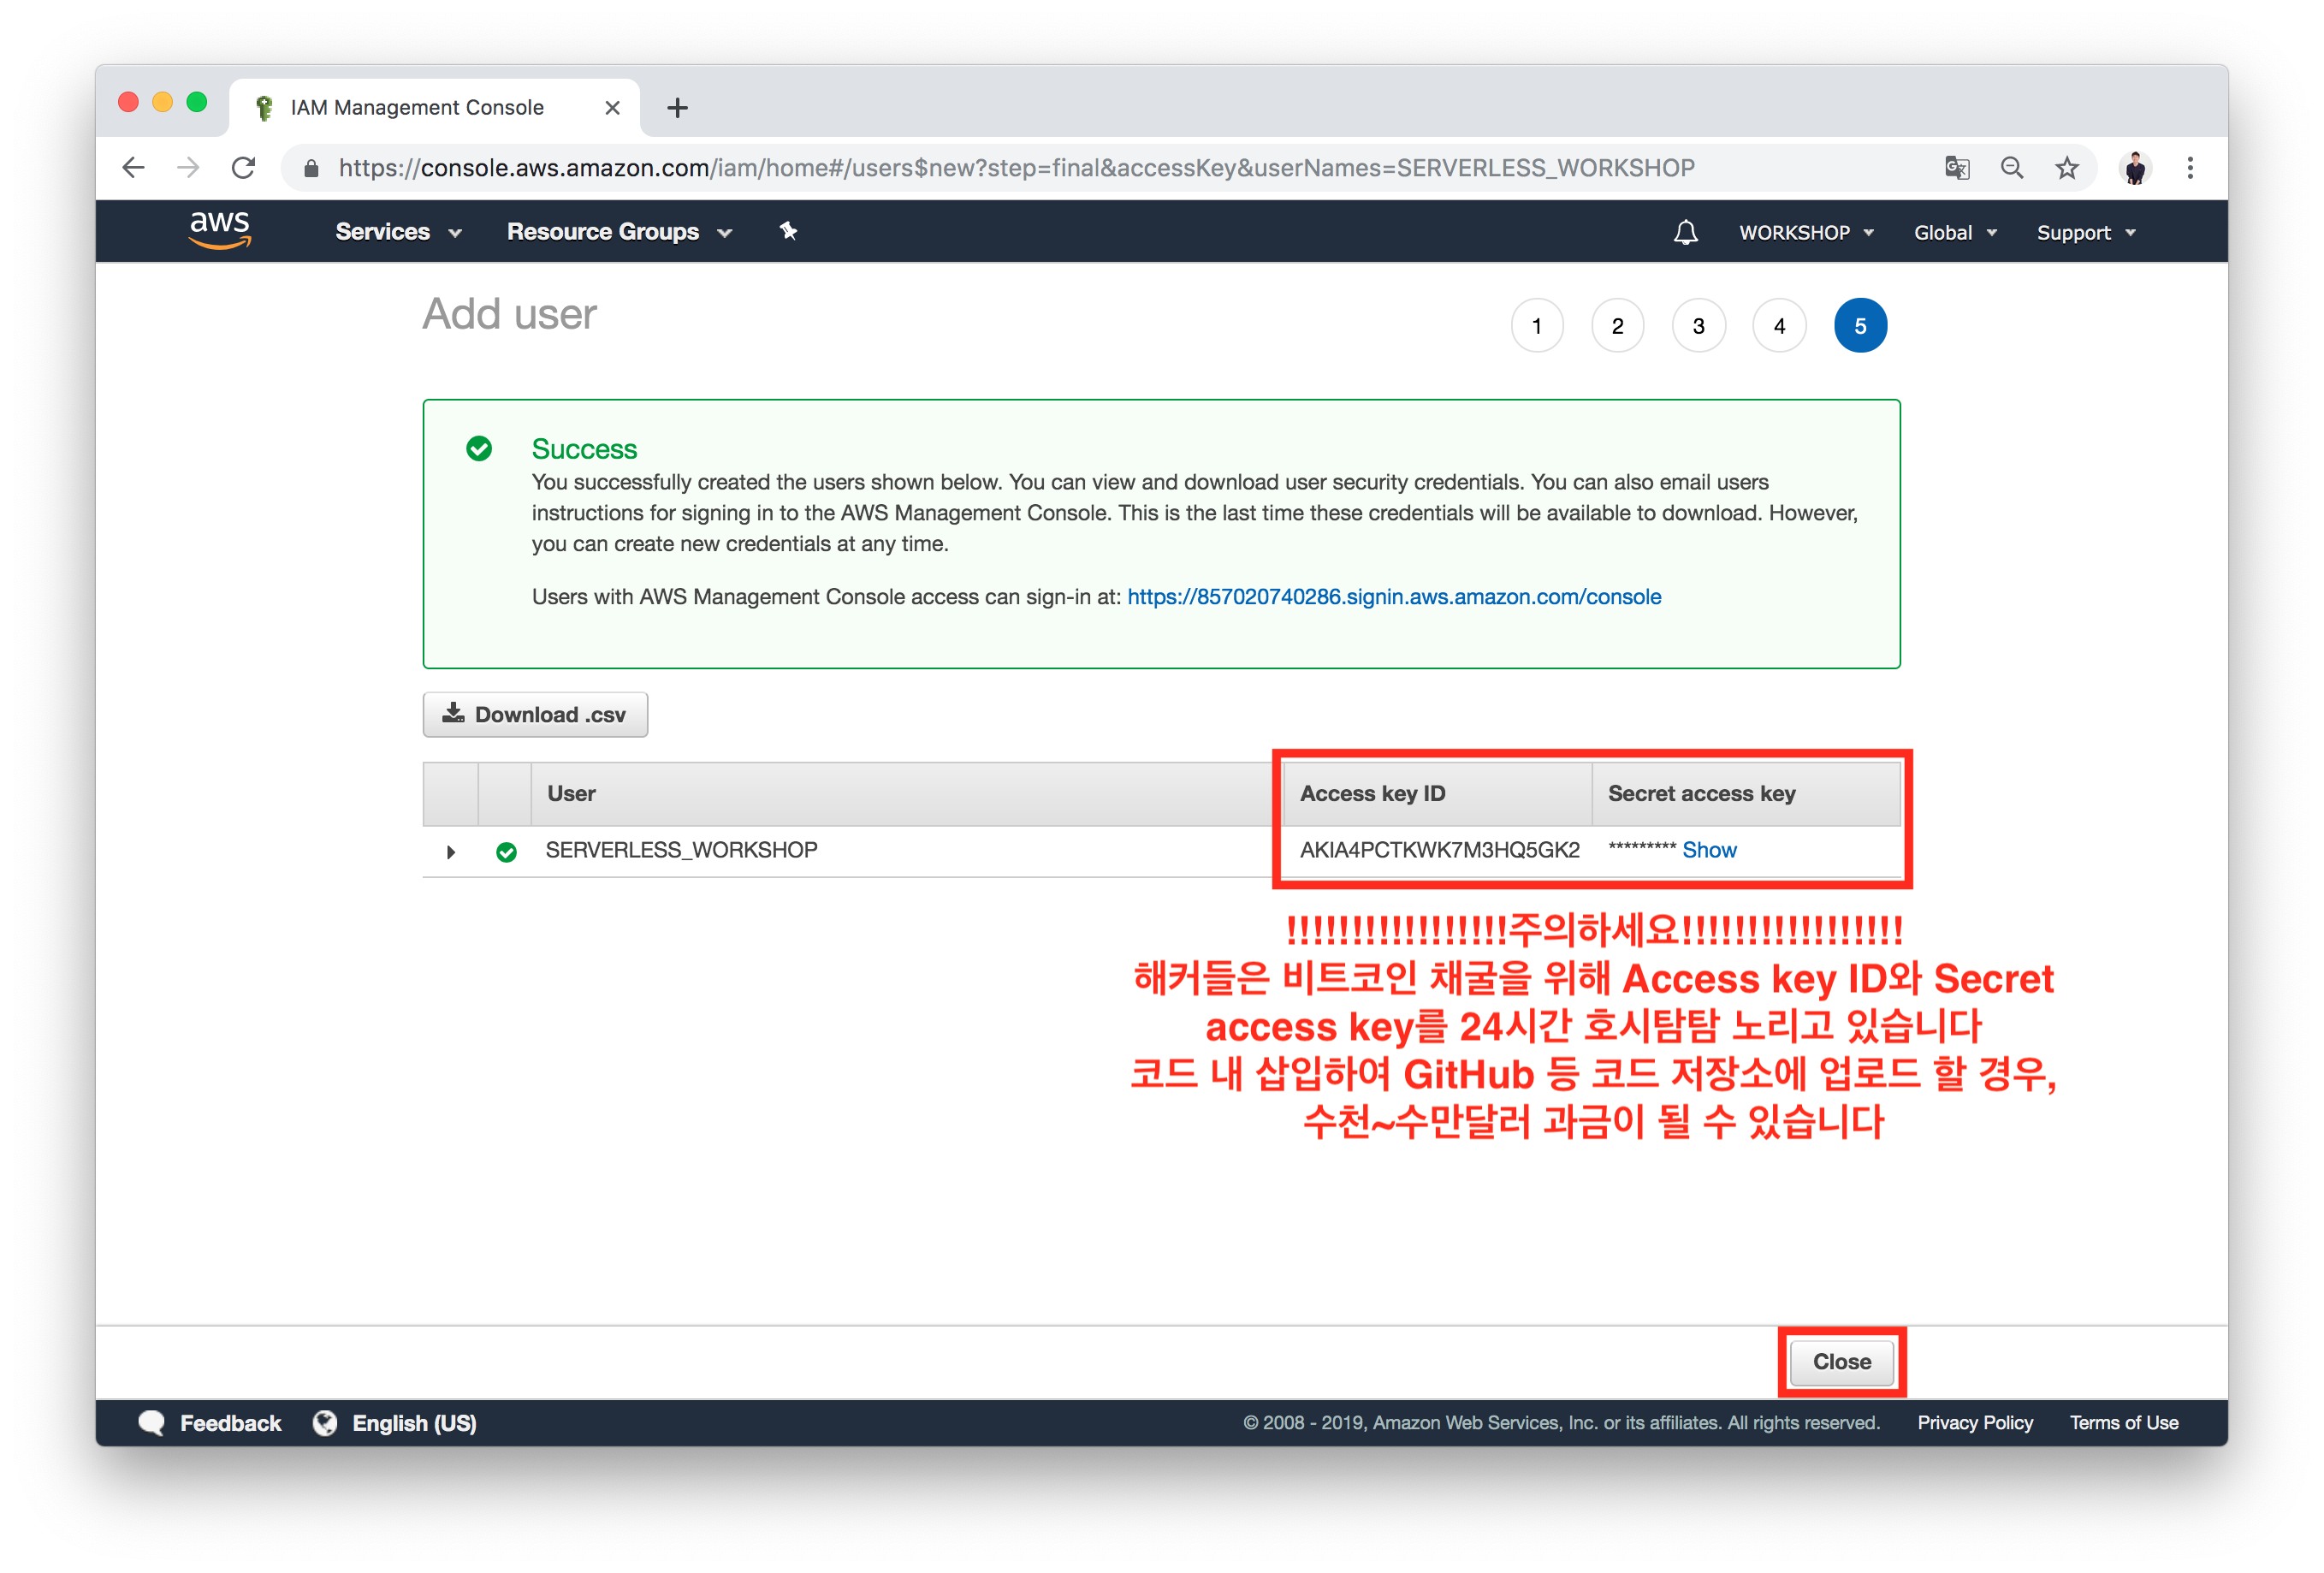 IAM Management Console
https://console.aws.amazon.com/iam/home#/users$new?step=final&accessKey&userNames=SERVERLESS_WORKSHOP
aws Services Resource Groups WORKSHOP Global Support
Add user
1 2 3 4 5
Success
You successfully created the users shown below. You can view and download user security credentials. You can also email users
instructions for signing in to the AWS Management Console. This is the last time these credentials will be available to download. However,
you can create new credentials at any time.
Users with AWS Management Console access can sign-in at: https://857020740286.signin.aws.amazon.com/console
Download .csv
User Access key ID Secret access key
SERVERLESS_WORKSHOP AKIA4PCTKWK7M3HQ5GK2 ********* Show
!!!!!!!!!!!!!!!!!주의하세요!!!!!!!!!!!!!!!!!
해커들은 비트코인 채굴을 위해 Access key ID와 Secret
access key를 24시간 호시탐탐 노리고 있습니다
코드 내 삽입하여 GitHub 등 코드 저장소에 업로드 할 경우,
수천~수만달러 과금이 될 수 있습니다
Close
Feedback English (US) © 2008 - 2019, Amazon Web Services, Inc. or its affiliates. All rights reserved. Privacy Policy Terms of Use